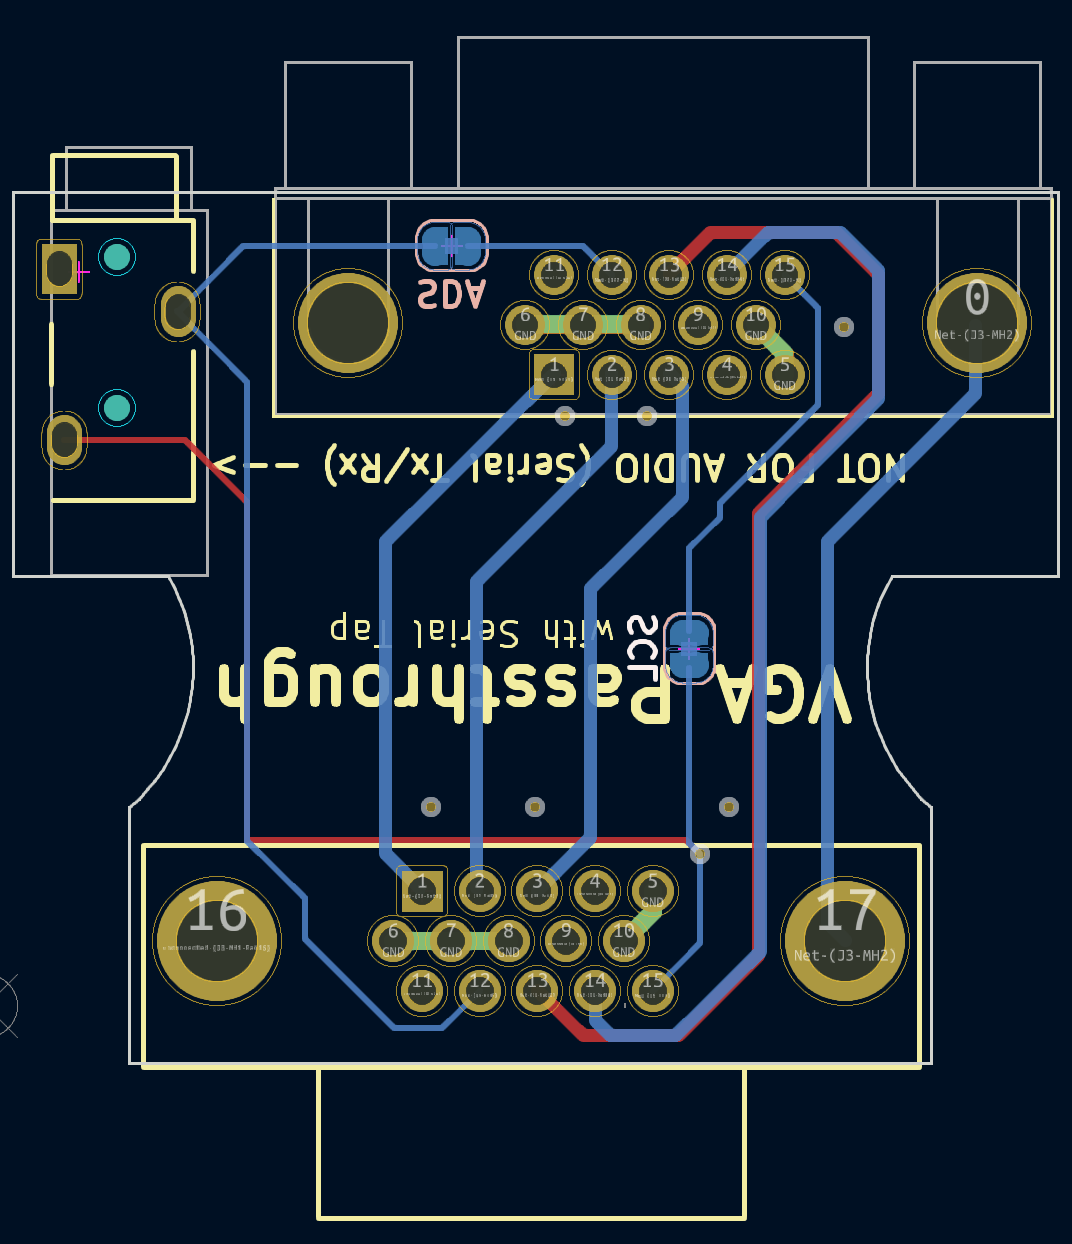 ADS
11 12 13 14 15
0
6 7 8 9 10
GND GND GND
Net-(J3-MH2)
1 2 3 4 5
GND
NOT FOR AUDIO (Serial Tx/Rx) -->
with Serial Tap
SCL
VGA Passthrough
1 2 3 4 5
GND
16
17
6 7 8 9 10
GND GND GND GND
Net-(J3-MH2)
11 12 13 14 15